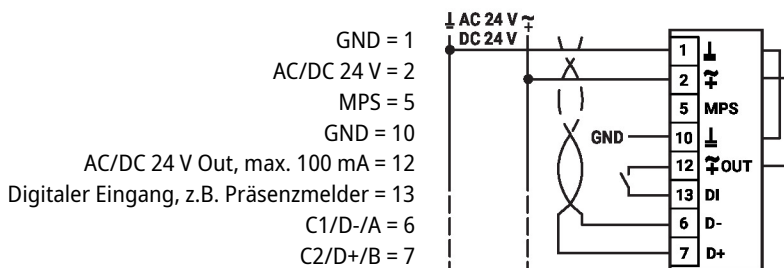 GND = 1
AC/DC 24 V = 2
MPS = 5
GND = 10
AC/DC 24 V Out, max. 100 mA = 12
Digitaler Eingang, z.B. Präsenzmelder = 13
C1/D-/A = 6
C2/D+/B = 7
⊥ AC 24 V ~
DC 24 V +
1 ⊥
2 ≂
5 MPS
GND 10 ⊥
12 ≂ OUT
13 DI
6 D-
7 D+